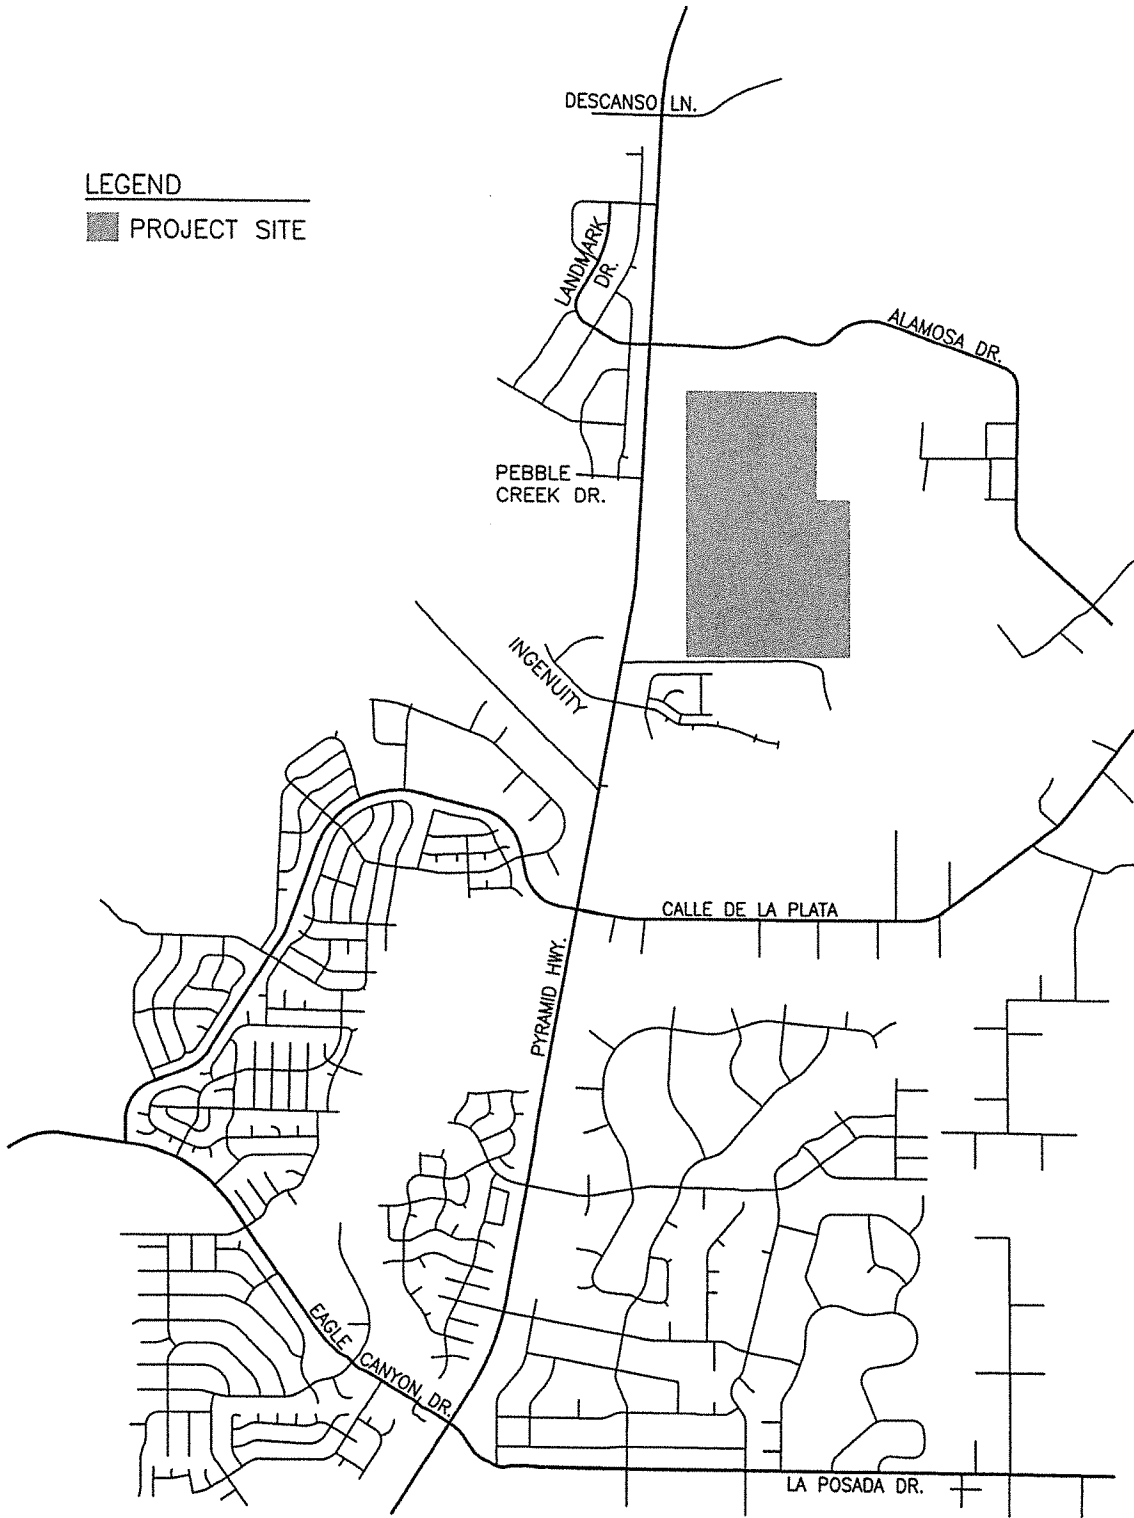 DESCANSO LN.
LEGEND
PROJECT SITE
LANDMARK
DR.
ALAMOSA DR.
PEBBLE
CREEK DR.
INGENUITY
CALLE DE LA PLATA
PYRAMID HWY.
EAGLE CANYON DR.
LA POSADA DR.